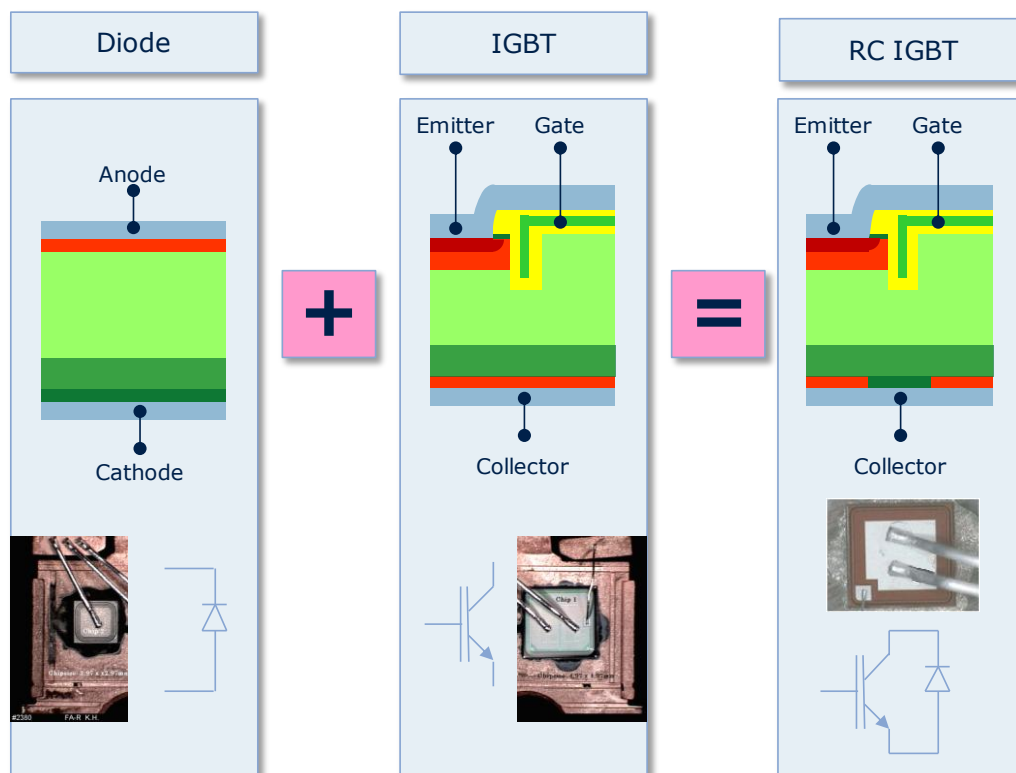 Diode
IGBT
RC IGBT
Anode
Cathode
Emitter
Gate
Collector
Emitter
Gate
Collector
Chip 2
#2380
FA-R K.H.
Chip 1
+
=